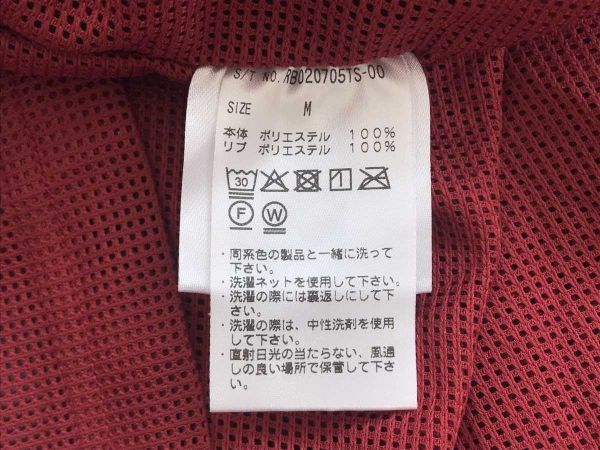 S/T NO.RB0207051S-00
SIZE M
本体 ポリエステル 100%
リブ ポリエステル 100%
30
F W
・同系色の製品と一緒に洗って
下さい。
・洗濯ネットを使用して下さい。
・洗濯の際には裏返しにして下
さい。
・洗濯の際は、中性洗剤を使用
して下さい。
・直射日光の当たらない、風通
しの良い場所で保管して下さ
い。